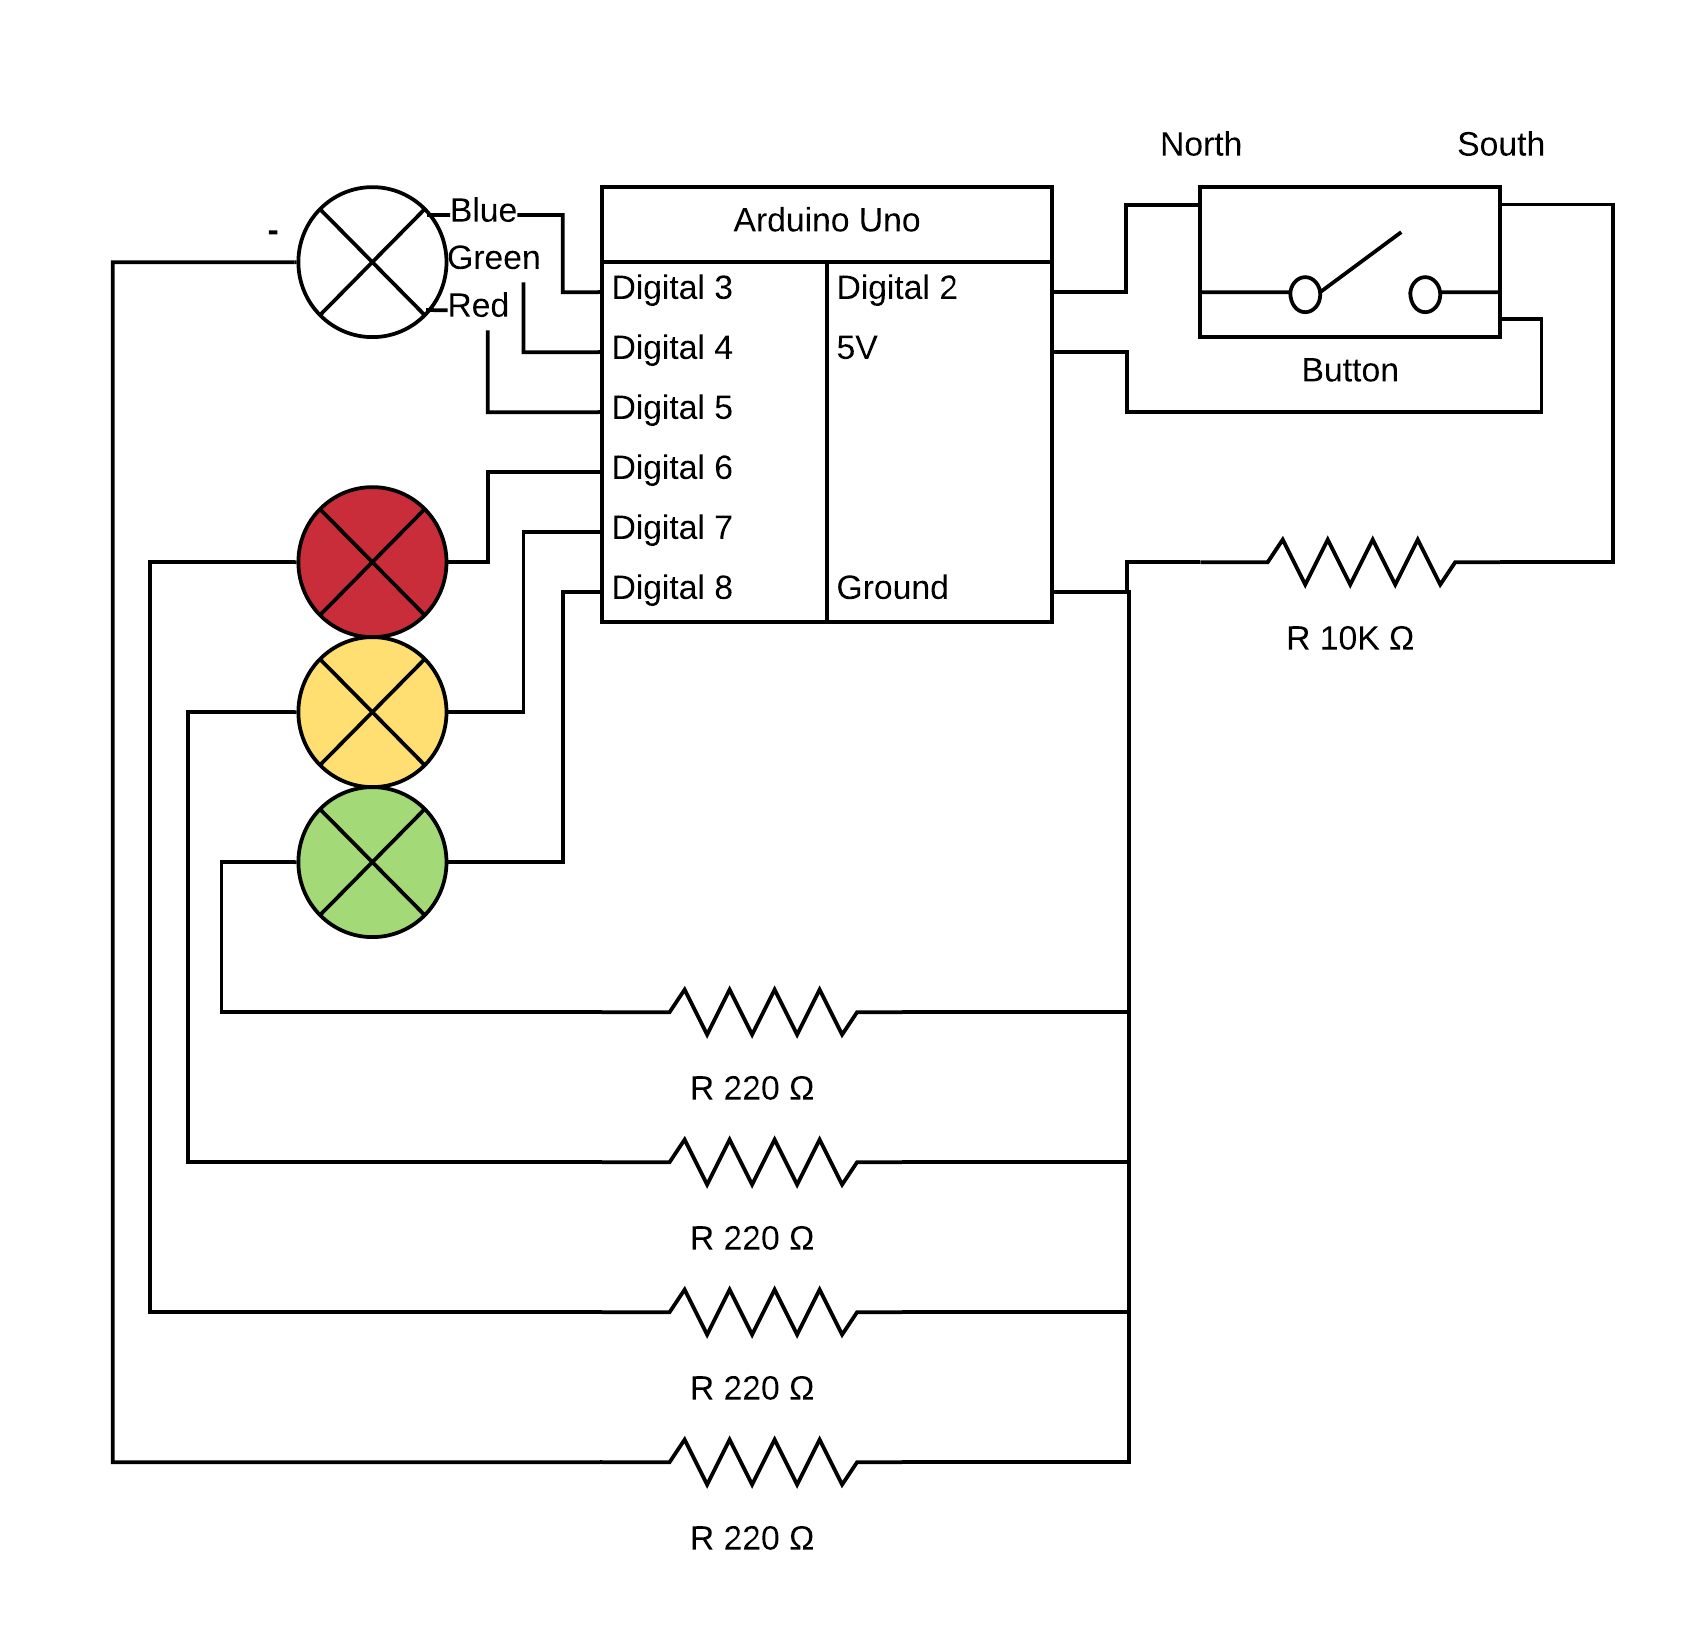 North
South
-
Blue
Green
Red
Arduino Uno
Digital 3
Digital 2
Digital 4
5V
Digital 5
Digital 6
Digital 7
Digital 8
Ground
Button
R 10K Ω
R 220 Ω
R 220 Ω
R 220 Ω
R 220 Ω